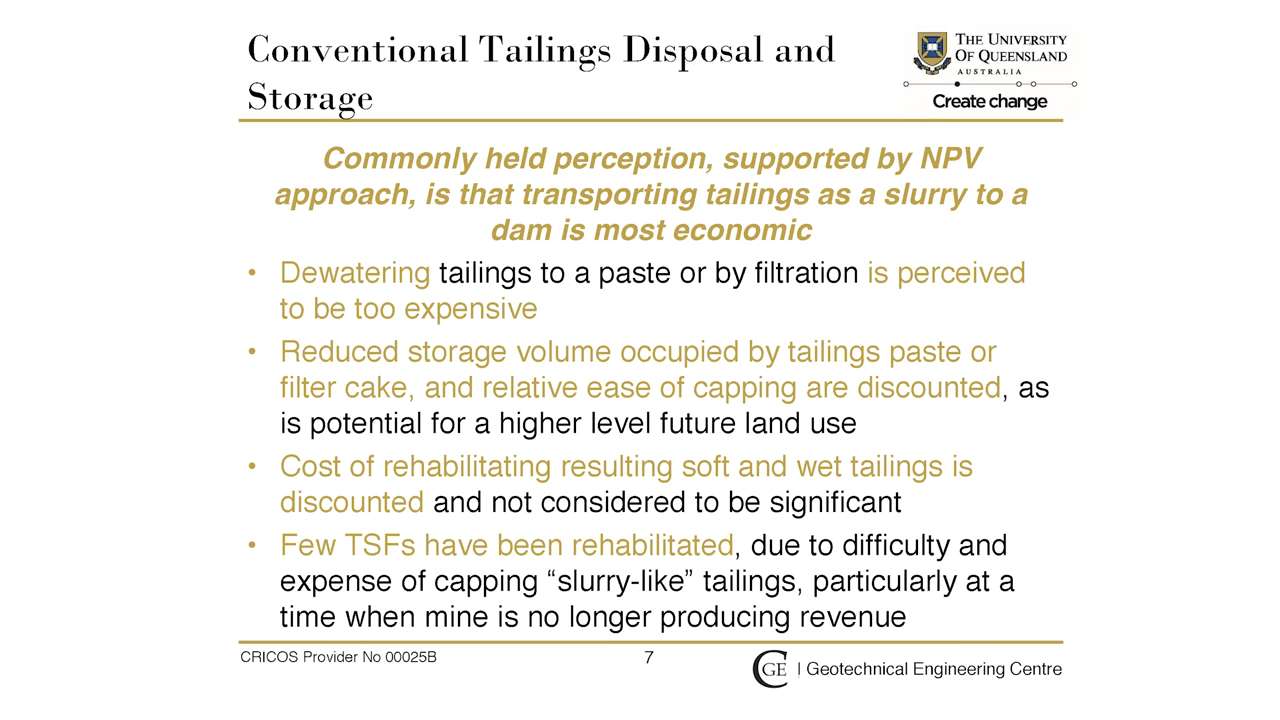 Conventional Tailings Disposal and
Storage
THE UNIVERSITY
OF QUEENSLAND
AUSTRALIA
Create change
Commonly held perception, supported by NPV
approach, is that transporting tailings as a slurry to a
dam is most economic
• Dewatering tailings to a paste or by filtration is perceived
to be too expensive
• Reduced storage volume occupied by tailings paste or
filter cake, and relative ease of capping are discounted, as
is potential for a higher level future land use
• Cost of rehabilitating resulting soft and wet tailings is
discounted and not considered to be significant
• Few TSFs have been rehabilitated, due to difficulty and
expense of capping “slurry-like” tailings, particularly at a
time when mine is no longer producing revenue
CRICOS Provider No 00025B
7
CGE | Geotechnical Engineering Centre